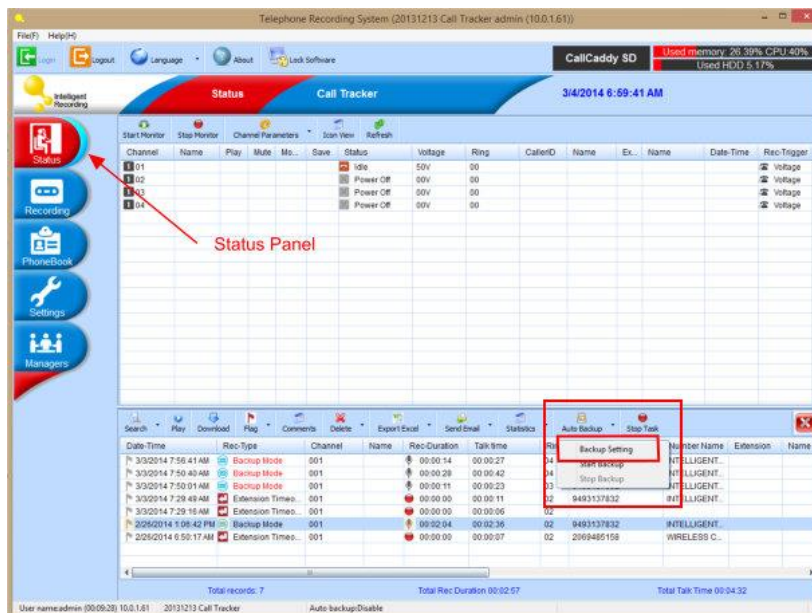 Telephone Recording System (20131213 Call Tracker admin (10.0.1.61))
File(F) Help(H)
Login Logout Language About Lock Software CallCaddy SD Used memory: 26.39% CPU:40%
Used HDD 5.17%
Intelligent Recording Status Call Tracker 3/4/2014 6:59:41 AM
Start Monitor Stop Monitor Channel Parameters Icon View Refresh
Status
Channel Name Play Mute Mo... Save Status Voltage Ring CallerID Name Ex... Name Date-Time Rec-Trigger
01 Idle 50V 00 Voltage
02 Power Off 00V 00 Voltage
03 Power Off 00V 00 Voltage
04 Power Off 00V 00 Voltage
Recording
Status Panel
PhoneBook
Settings
Managers
Search Play Download Flag Comments Delete Export Excel Send Email Statistics Auto Backup Stop Task
Date-Time Rec-Type Channel Name Rec-Duration Talk time Number Name Extension Name
Backup Setting
Start Backup
Stop Backup
3/3/2014 7:56:41 AM Backup Mode 001 00:00:14 00:00:27 04 INTELLIGENT...
3/3/2014 7:50:40 AM Backup Mode 001 00:00:28 00:00:42 04 INTELLIGENT...
3/3/2014 7:50:01 AM Backup Mode 001 00:00:11 00:00:23 03 INTELLIGENT...
3/3/2014 7:29:49 AM Extension Timeo... 001 00:00:00 00:00:11 02 9493137832 INTELLIGENT...
3/3/2014 7:29:16 AM Extension Timeo... 001 00:00:00 00:00:06 02
2/26/2014 1:06:42 PM Backup Mode 001 00:02:04 00:02:36 02 9493137832 INTELLIGENT...
2/26/2014 6:50:17 AM Extension Timeo... 001 00:00:00 00:00:07 02 2069485158 WIRELESS C...
Total records: 7 Total Rec Duration 00:02:57 Total Talk Time 00:04:32
User name:admin (00:09:28) 10.0.1.61 20131213 Call Tracker Auto backup:Disable